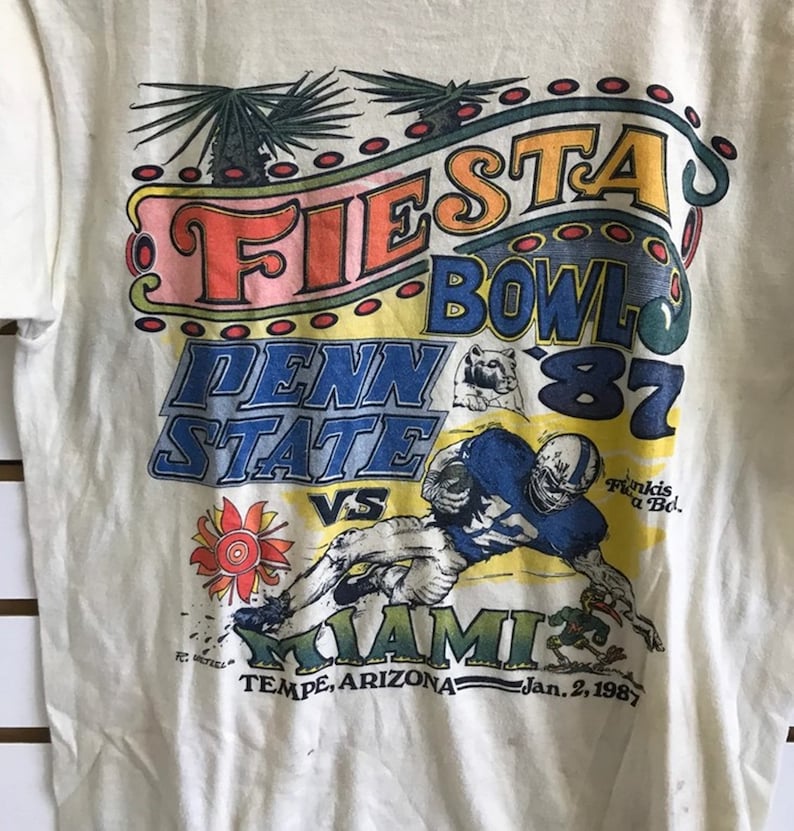 FIESTA
BOWL
'87
PENN
STATE
VS
MIAMI
TEMPE, ARIZONA
Jan. 2, 1987